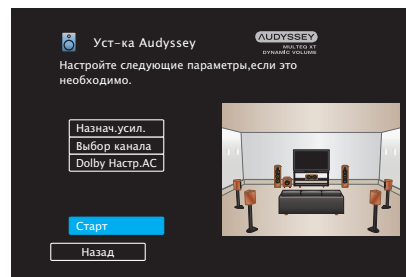 Уст-ка Audyssey
AUDYSSEY
MULTEQ XT
DYNAMIC VOLUME
Настройте следующие параметры,если это
необходимо.
Назнач.усил.
Выбор канала
Dolby Настр.АС
Старт
Назад